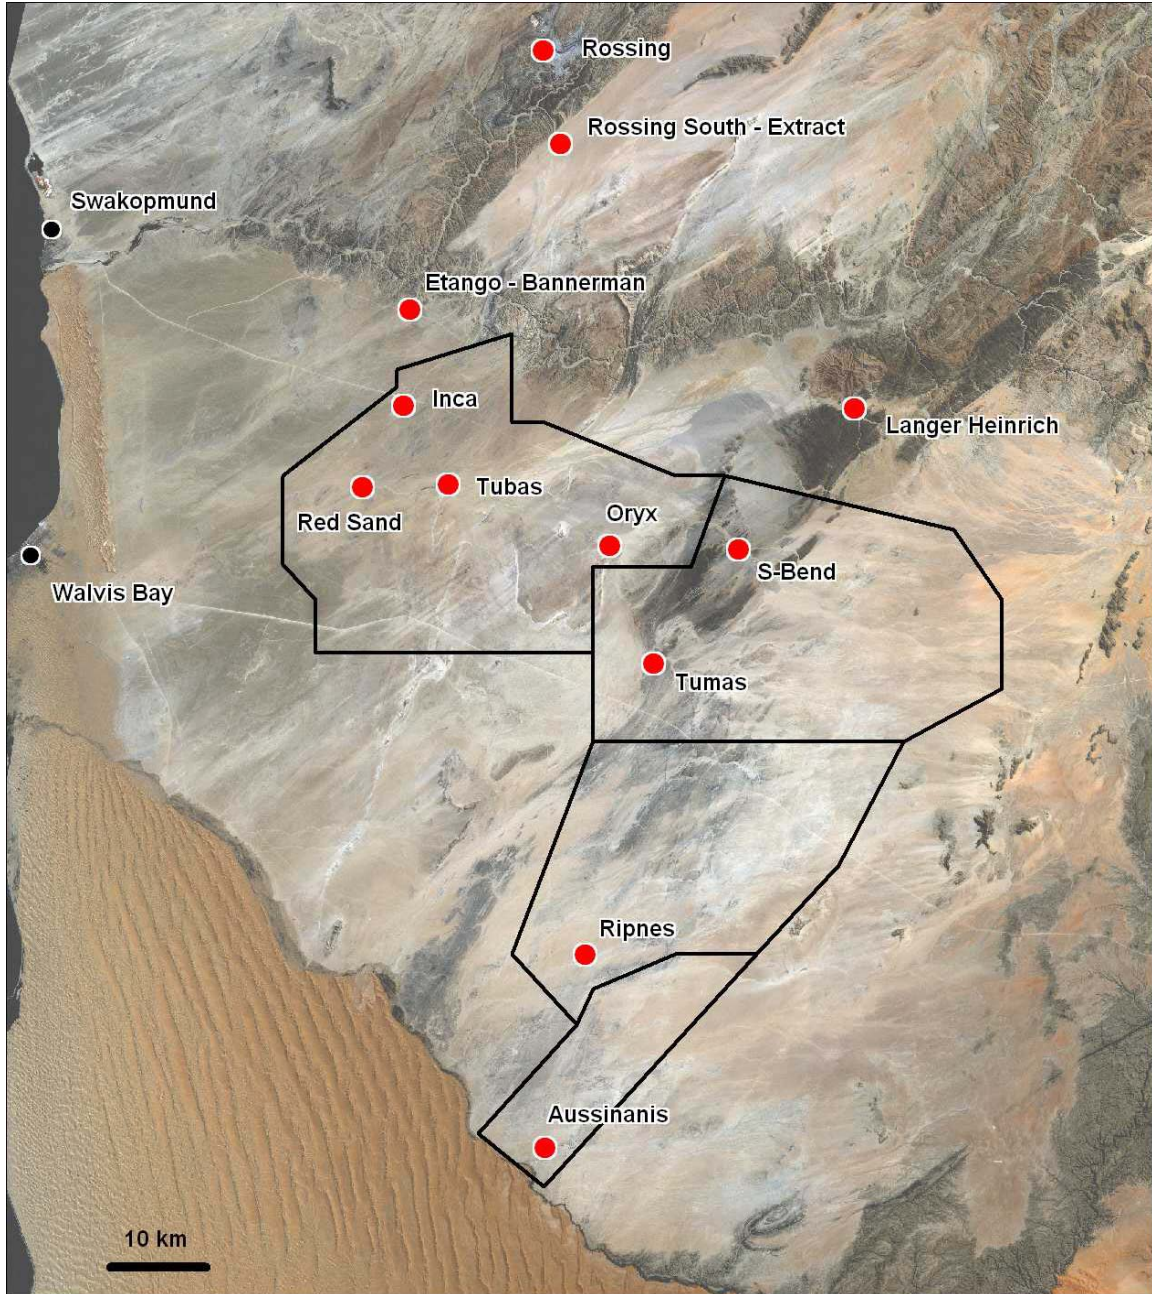 Rossing
Rossing South - Extract
Swakopmund
Etango - Bannerman
Inca
Langer Heinrich
Tubas
Red Sand
Oryx
S-Bend
Walvis Bay
Tumas
Ripnes
Aussinanis
10 km